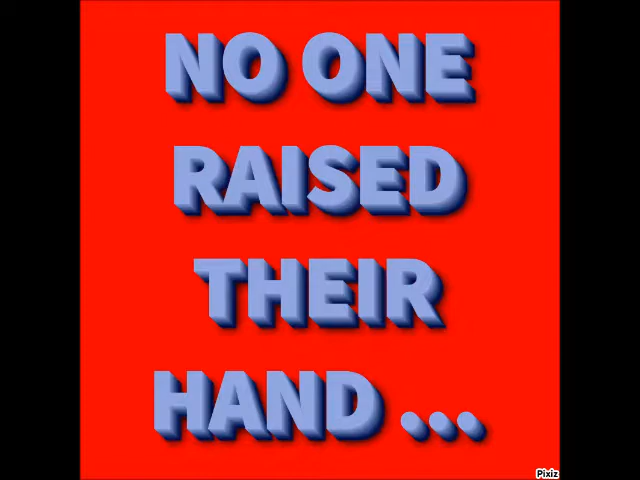 NO ONE
RAISED
THEIR
HAND ...
Pixiz